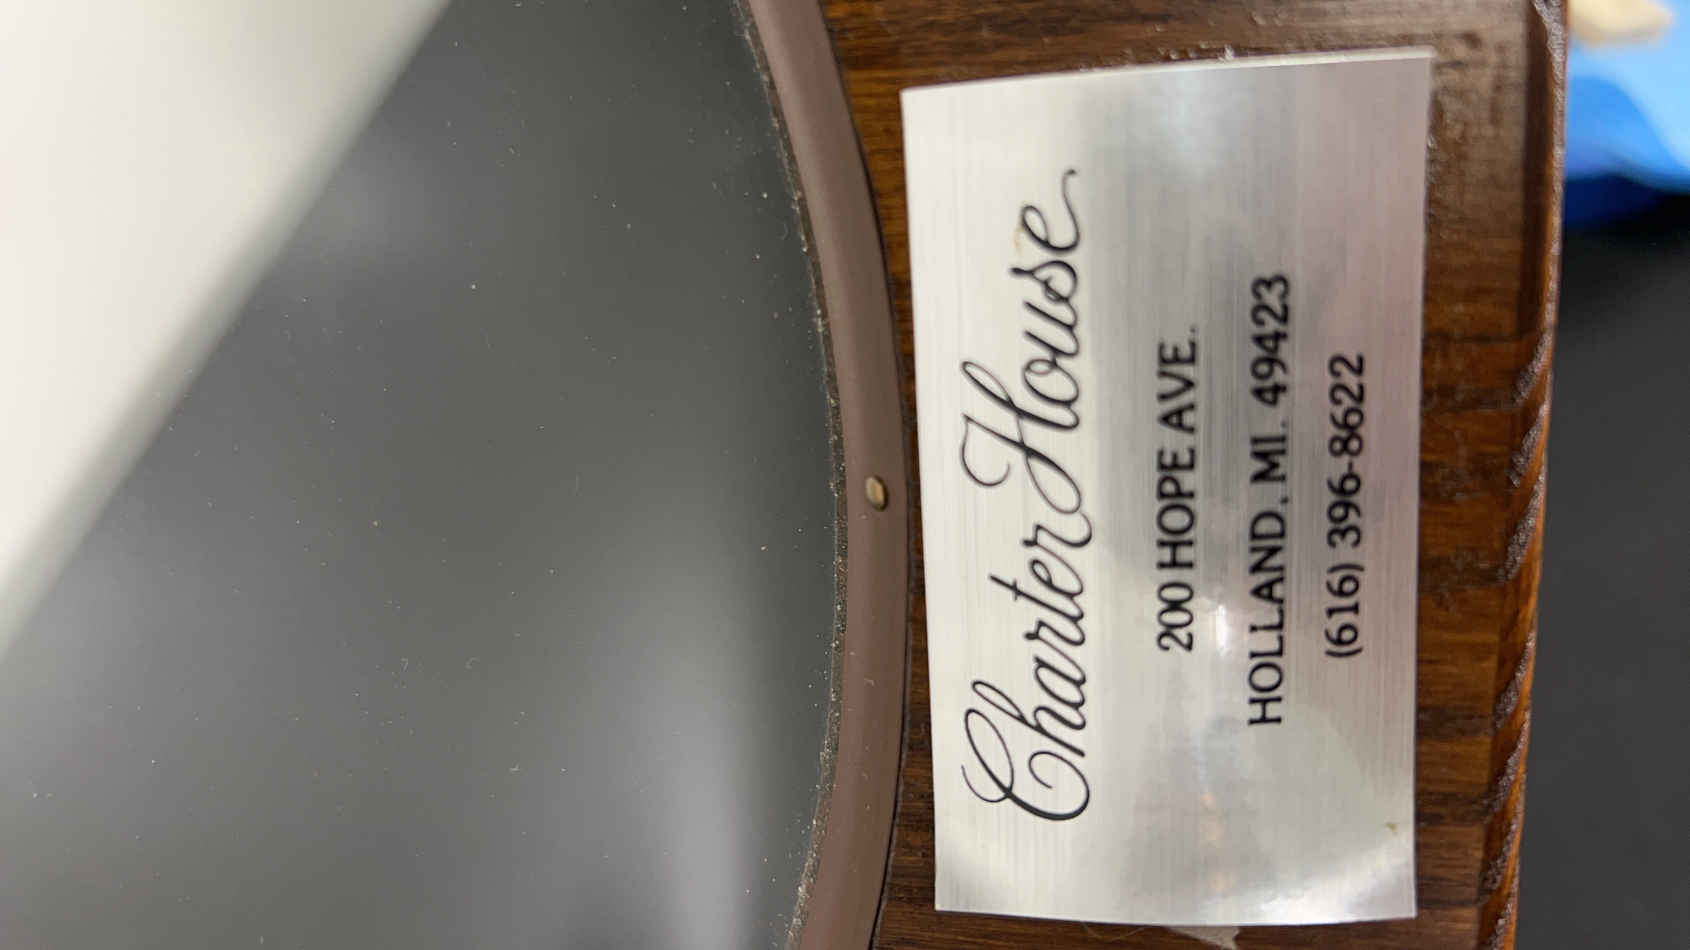 Charter House
200 HOPE AVE.
HOLLAND, MI. 49423
(616) 396-8622